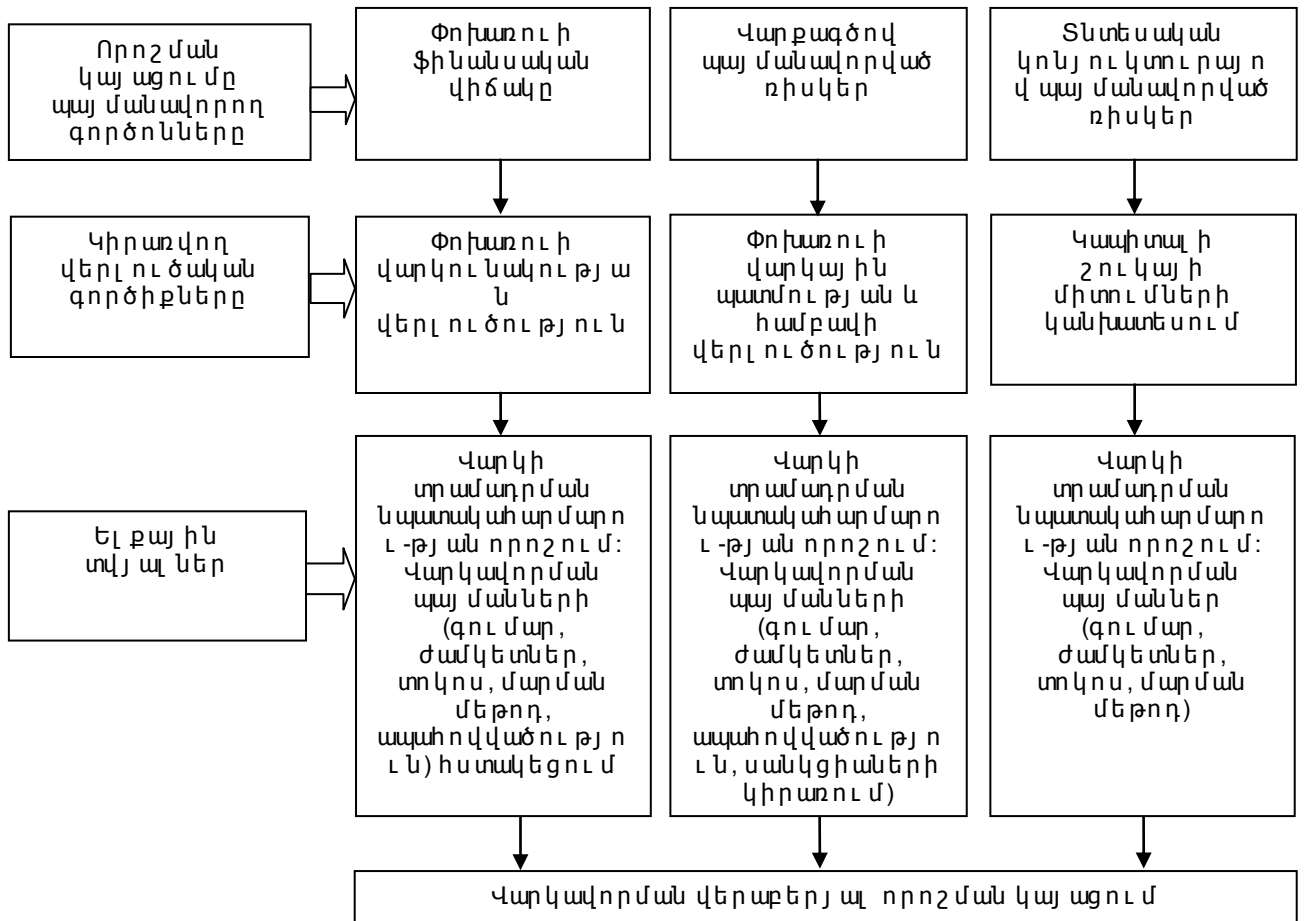 Որոշման
կայացումը
պայմանավորող
գործոնները
Փոխառուի
ֆինանսական
վիճակը
Վարքագծով
պայմանավորված
ռիսկեր
Տնտեսական
կոնյուկտուրայո
վ պայմանավորված
ռիսկեր
Կիրառվող
վերլուծական
գործիքները
Փոխառուի
վարկունակությա
ն
վերլուծություն
Փոխառուի
վարկային
պատմության և
համբավի
վերլուծություն
Կապիտալի
շուկայի
միտումների
կանխատեսում
Ելքային
տվյալներ
Վարկի
տրամադրման
նպատակահարմարո
ւ-թյան որոշում:
Վարկավորման
պայմանների
(գումար,
ժամկետներ,
տոկոս, մարման
մեթոդ,
ապահովվածությո
ւն) հստակեցում
Վարկի
տրամադրման
նպատակահարմարո
ւ-թյան որոշում:
Վարկավորման
պայմանների
(գումար,
ժամկետներ,
տոկոս, մարման
մեթոդ,
ապահովվածությո
ւն, սանկցիաների
կիրառում)
Վարկի
տրամադրման
նպատակահարմարո
ւ-թյան որոշում:
Վարկավորման
պայմաններ
(գումար,
ժամկետներ,
տոկոս, մարման
մեթոդ)
Վարկավորման վերաբերյալ որոշման կայացում